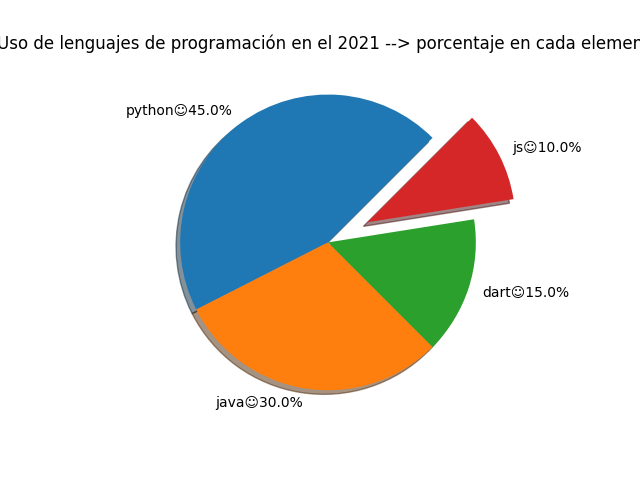 Uso de lenguajes de programación en el 2021 --> porcentaje en cada elemen
python☺45.0%
js☺10.0%
dart☺15.0%
java☺30.0%